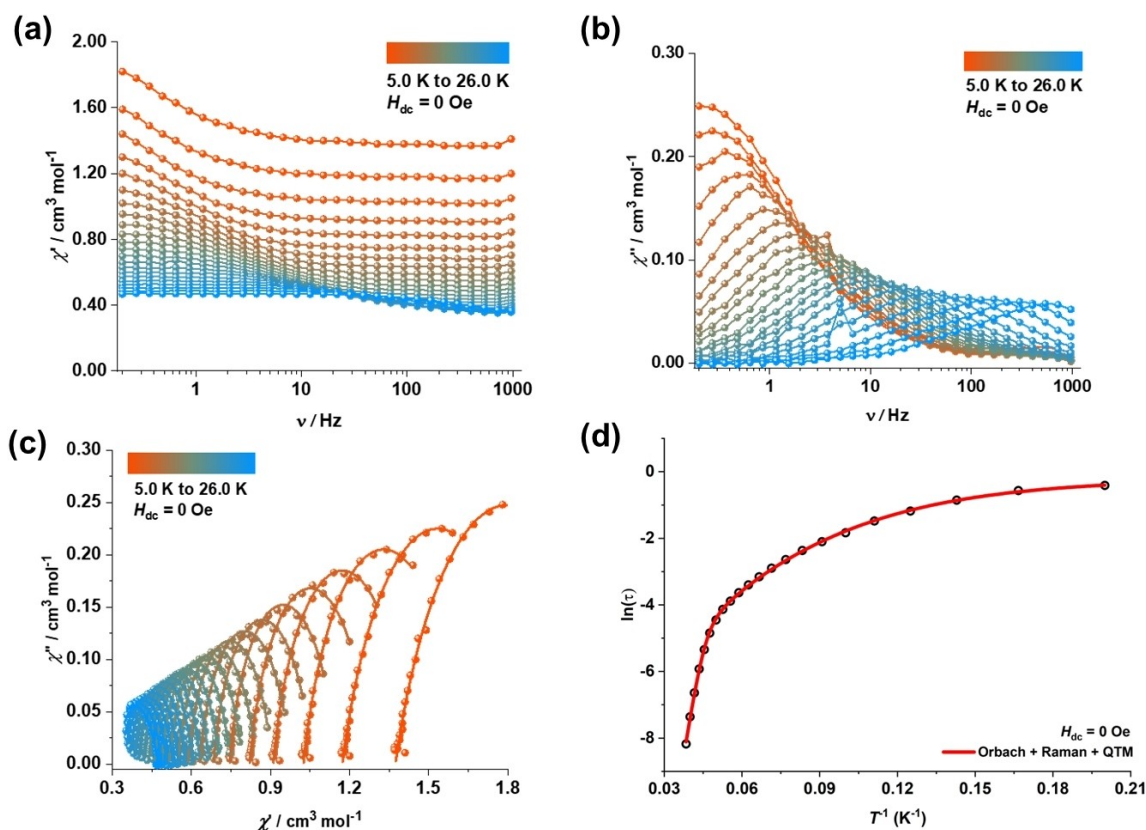 (a)
2.00
1.60
1.20
0.80
0.40
0.00
χ' / cm³ mol⁻¹
5.0 K to 26.0 K
H_dc = 0 Oe
1
10
100
1000
ν / Hz
(b)
0.30
0.20
0.10
0.00
χ'' / cm³ mol⁻¹
5.0 K to 26.0 K
H_dc = 0 Oe
1
10
100
1000
ν / Hz
(c)
0.30
0.25
0.20
0.15
0.10
0.05
0.00
χ'' / cm³ mol⁻¹
5.0 K to 26.0 K
H_dc = 0 Oe
0.3
0.6
0.9
1.2
1.5
1.8
χ' / cm³ mol⁻¹
(d)
0
-2
-4
-6
-8
ln(τ)
H_dc = 0 Oe
Orbach + Raman + QTM
0.03
0.06
0.09
0.12
0.15
0.18
0.21
T⁻¹ (K⁻¹)